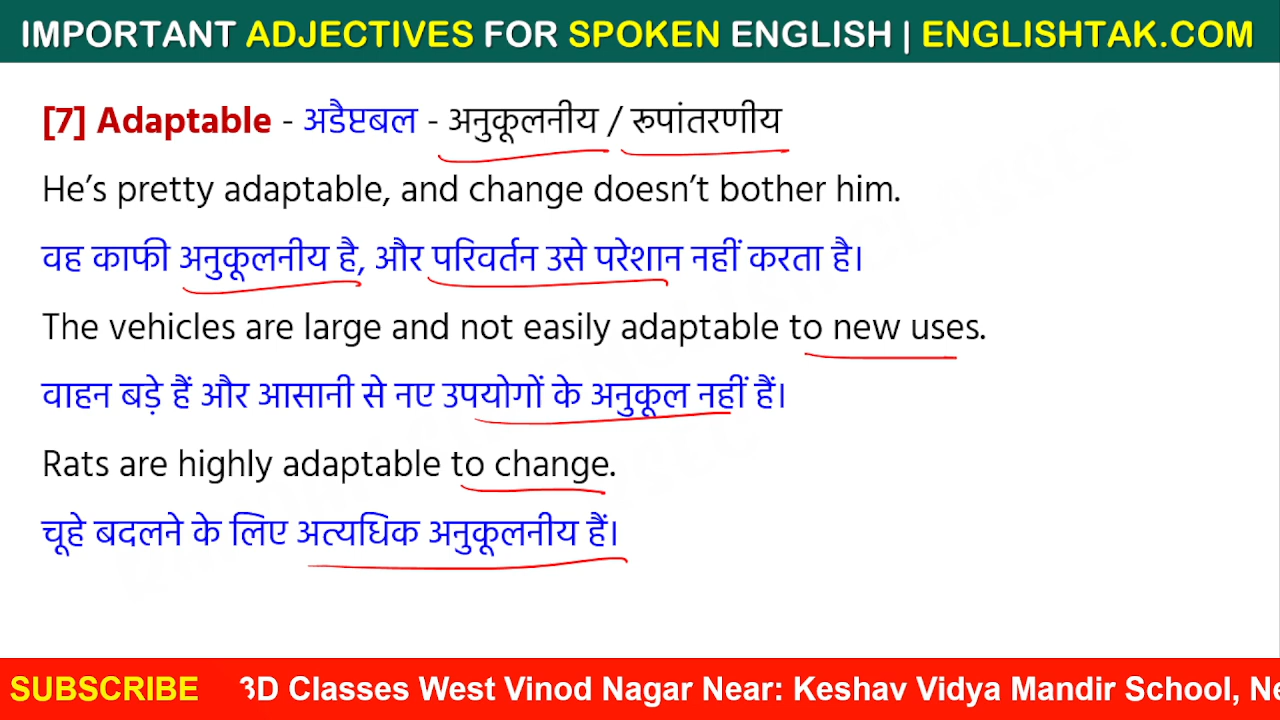 IMPORTANT ADJECTIVES FOR SPOKEN ENGLISH | ENGLISHTAK.COM
[7] Adaptable - अडैप्टबल - अनुकूलनीय / रुपांतरणीय
He’s pretty adaptable, and change doesn’t bother him.
वह काफी अनुकूलनीय है, और परिवर्तन उसे परेशान नहीं करता है।
The vehicles are large and not easily adaptable to new uses.
वाहन बड़े हैं और आसानी से नए उपयोगों के अनुकूल नहीं हैं।
Rats are highly adaptable to change.
चूहे बदलने के लिए अत्यधिक अनुकूलनीय हैं।
SUBSCRIBE 3D Classes West Vinod Nagar Near: Keshav Vidya Mandir School, Ne